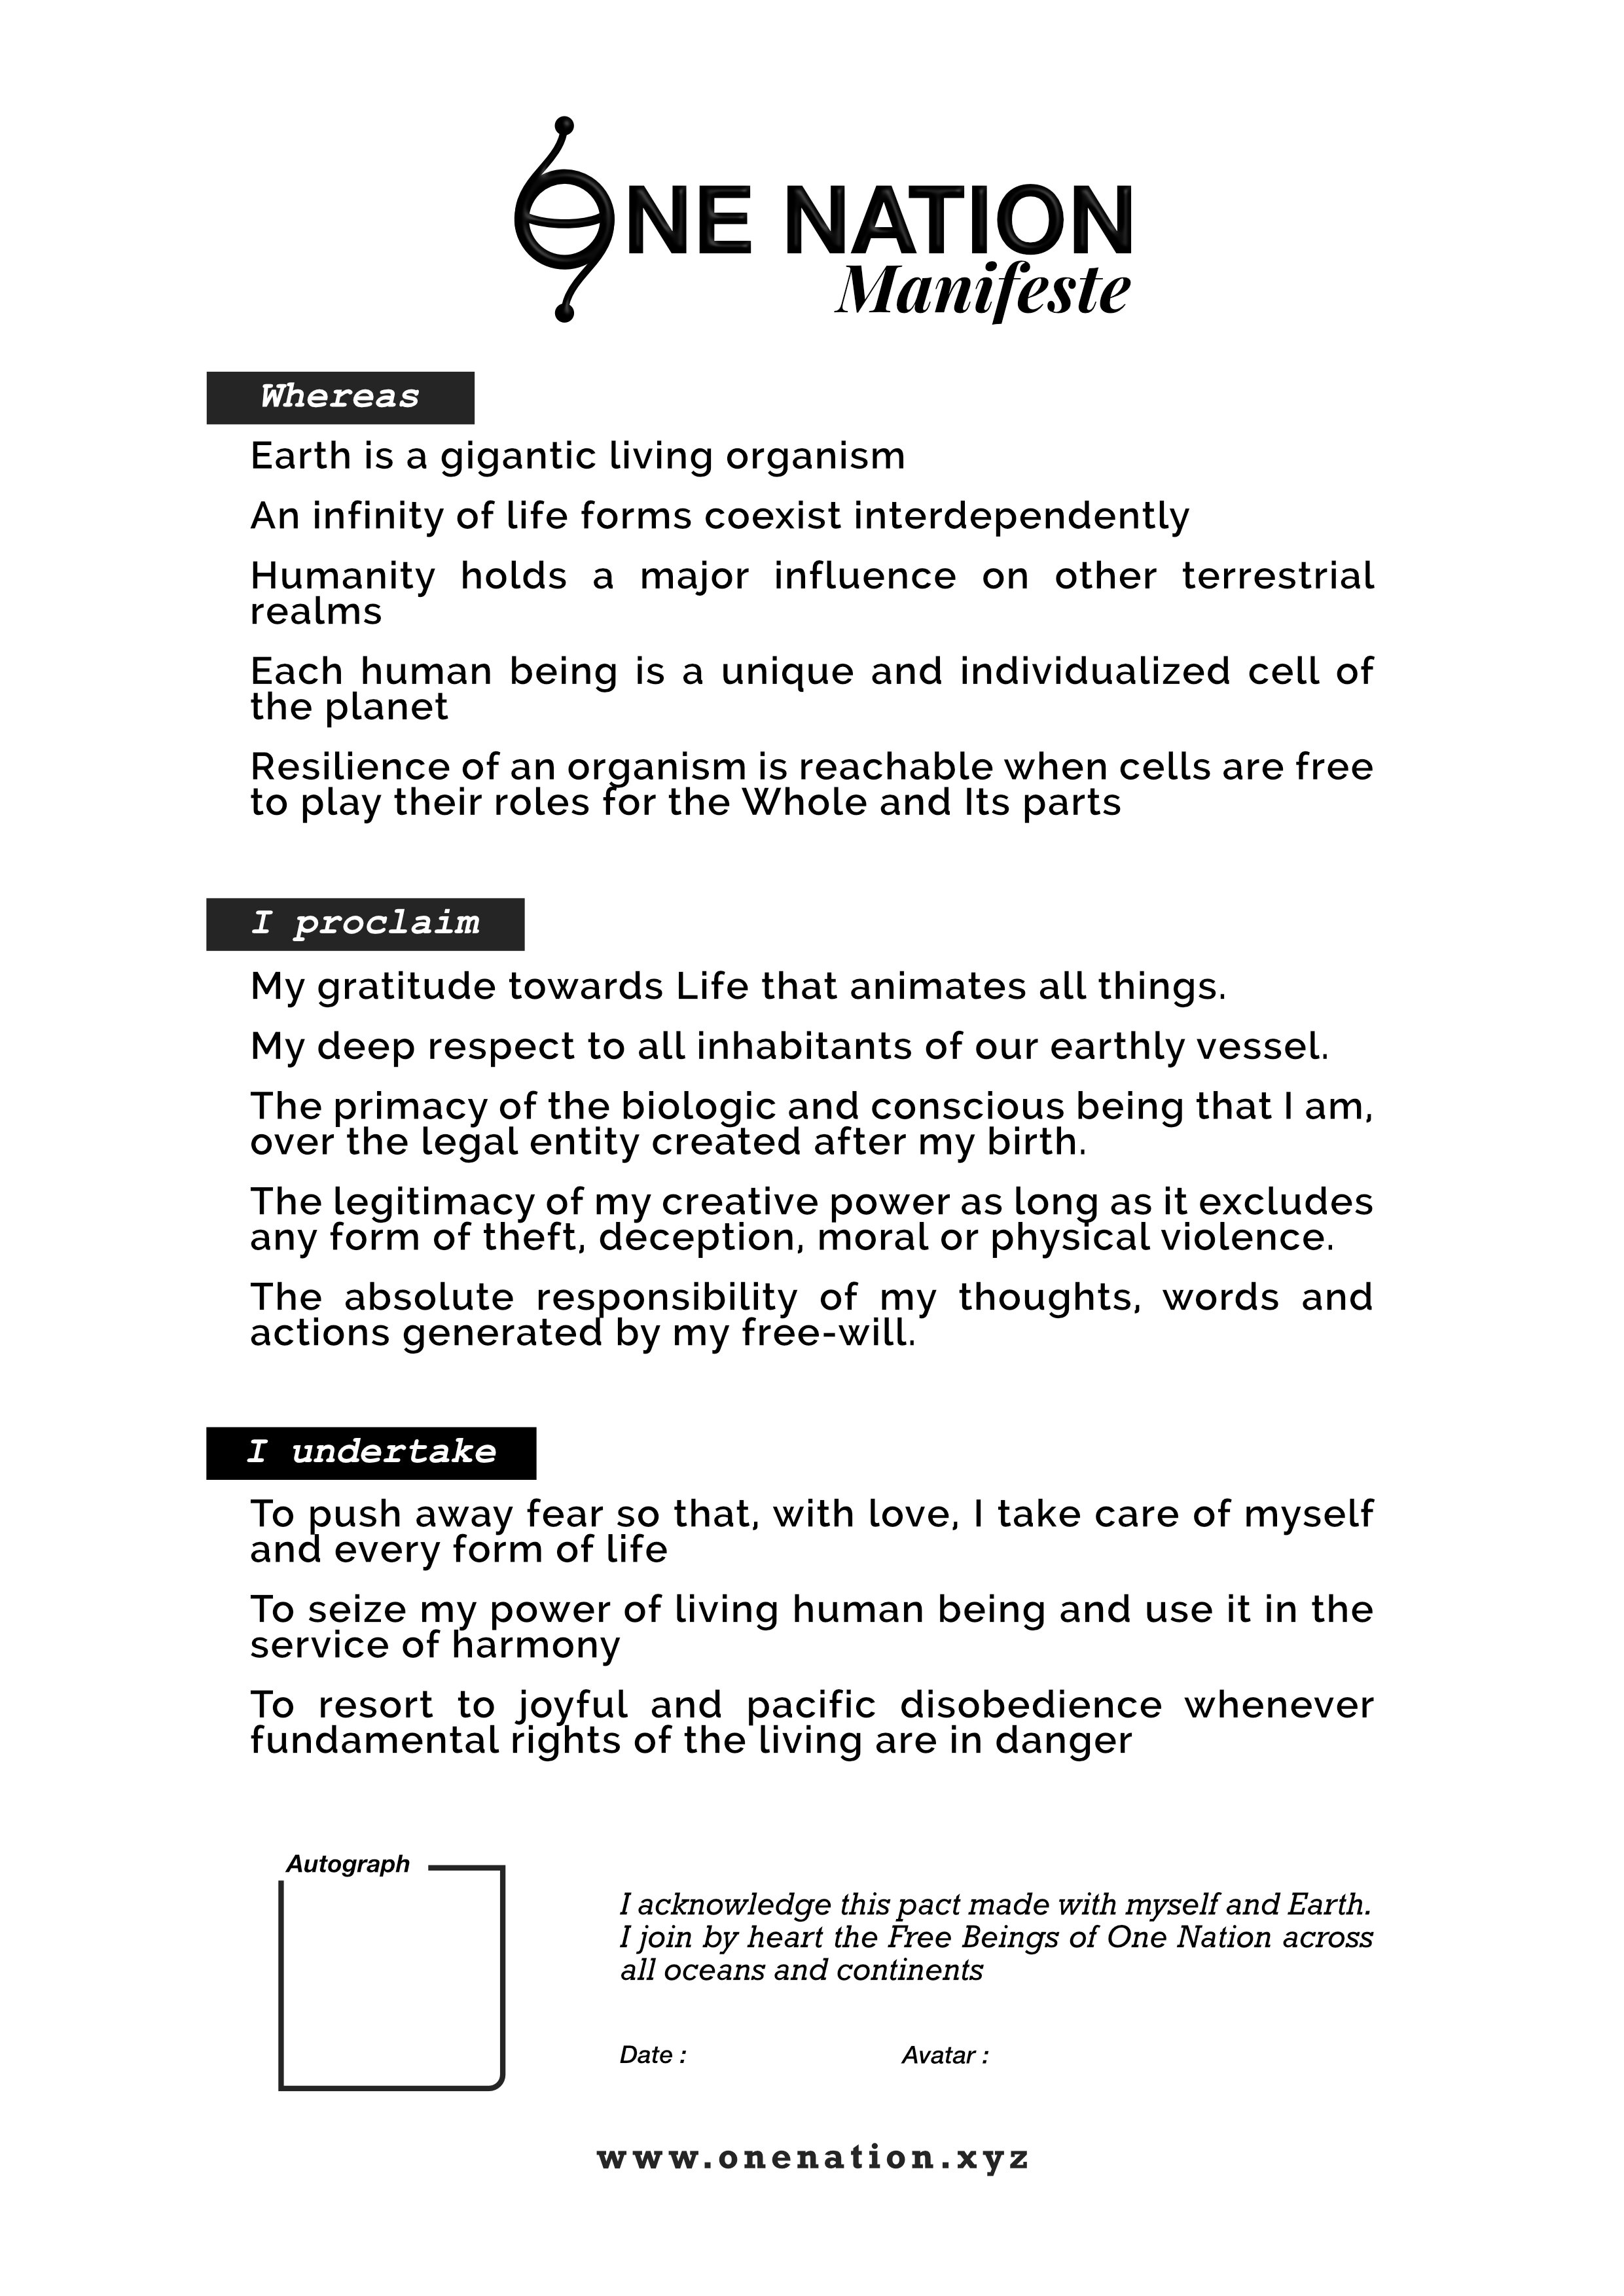 ONE NATION
Manifeste
Whereas
Earth is a gigantic living organism
An infinity of life forms coexist interdependently
Humanity holds a major influence on other terrestrial
realms
Each human being is a unique and individualized cell of
the planet
Resilience of an organism is reachable when cells are free
to play their roles for the Whole and Its parts
I proclaim
My gratitude towards Life that animates all things.
My deep respect to all inhabitants of our earthly vessel.
The primacy of the biologic and conscious being that I am,
over the legal entity created after my birth.
The legitimacy of my creative power as long as it excludes
any form of theft, deception, moral or physical violence.
The absolute responsibility of my thoughts, words and
actions generated by my free-will.
I undertake
To push away fear so that, with love, I take care of myself
and every form of life
To seize my power of living human being and use it in the
service of harmony
To resort to joyful and pacific disobedience whenever
fundamental rights of the living are in danger
Autograph
I acknowledge this pact made with myself and Earth.
I join by heart the Free Beings of One Nation across
all oceans and continents
Date :
Avatar :
www.onenation.xyz